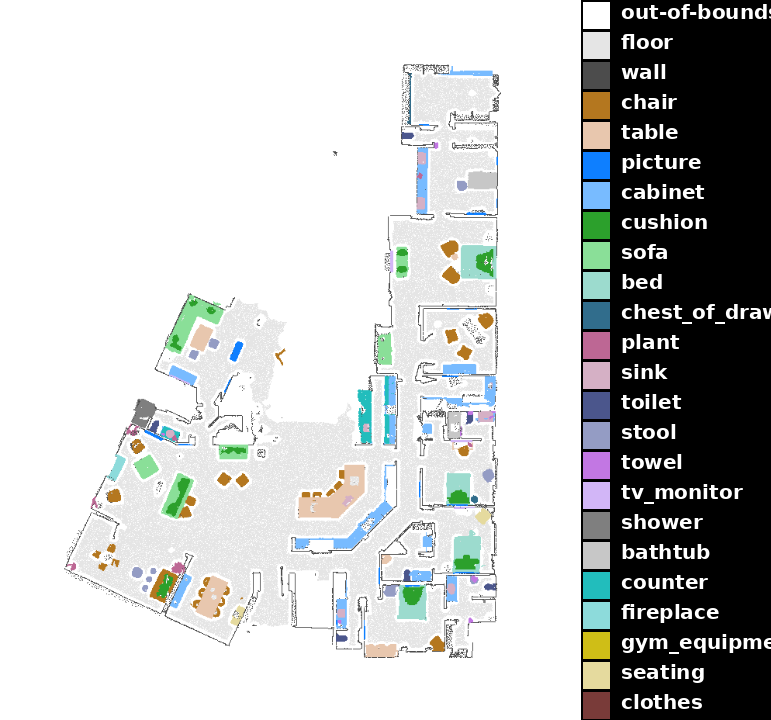 out-of-bounds
floor
wall
chair
table
picture
cabinet
cushion
sofa
bed
chest_of_draw
plant
sink
toilet
stool
towel
tv_monitor
shower
bathtub
counter
fireplace
gym_equipme
seating
clothes